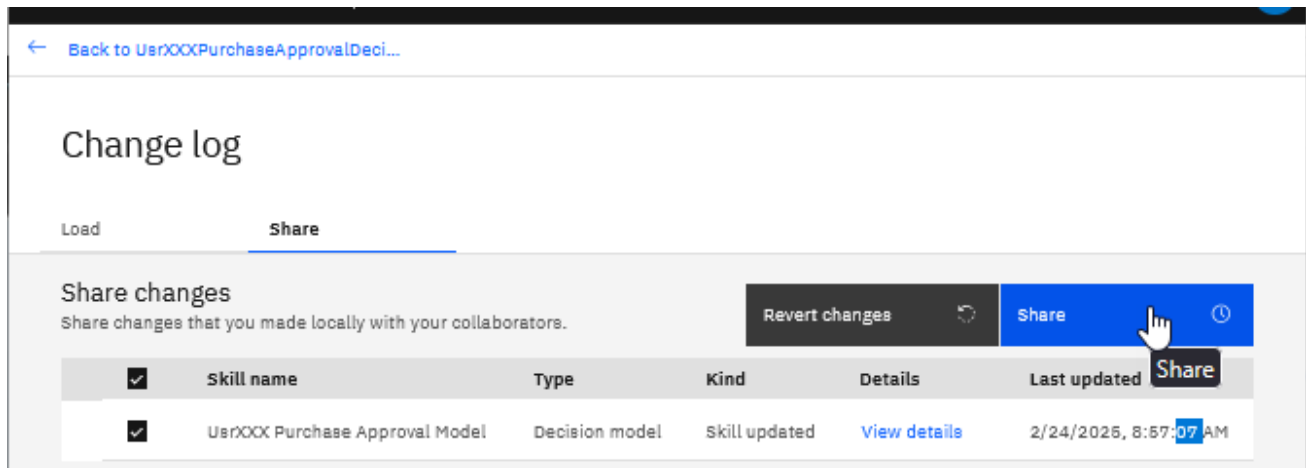 ← Back to UsrXXXPurchaseApprovalDeci...
Change log
Load Share
Share changes
Share changes that you made locally with your collaborators.
Revert changes Share
Share
Skill name Type Kind Details Last updated
UsrXXX Purchase Approval Model Decision model Skill updated View details 2/24/2025, 8:57:07 AM